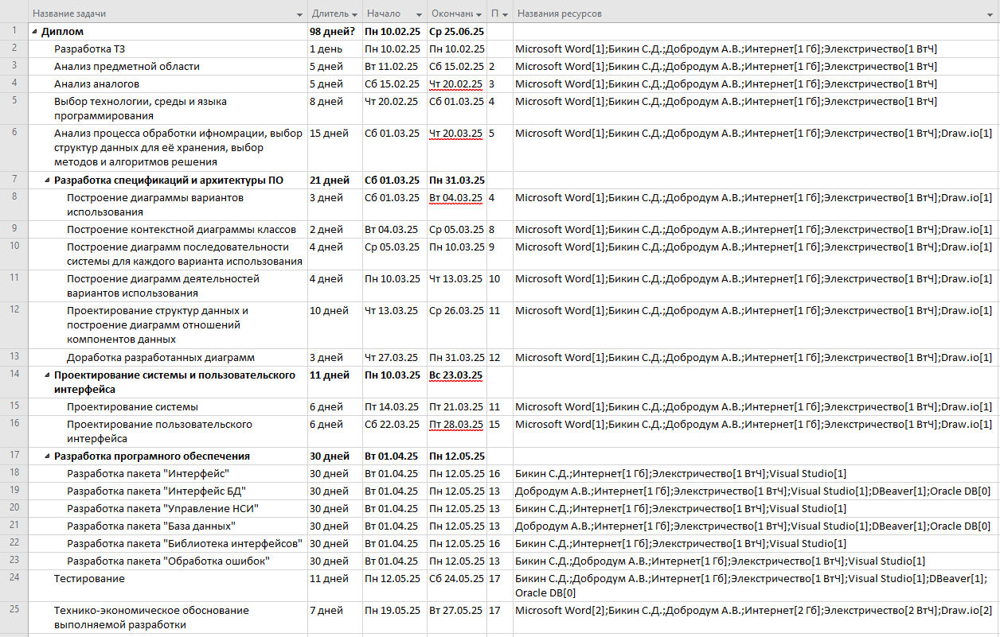 Название задачи Длитель Начало Окончани П Названия ресурсов
1 Диплом 98 дней? Пн 10.02.25 Ср 25.06.25
2 Разработка ТЗ 1 день Пн 10.02.25 Пн 10.02.25 Microsoft Word[1];Бикин С.Д.;Добродум А.В.;Интернет[1 Гб];Элекстричество[1 ВтЧ]
3 Анализ предметной области 5 дней Вт 11.02.25 Сб 15.02.25 2 Microsoft Word[1];Бикин С.Д.;Добродум А.В.;Интернет[1 Гб];Элекстричество[1 ВтЧ]
4 Анализ аналогов 5 дней Сб 15.02.25 Чт 20.02.25 3 Microsoft Word[1];Бикин С.Д.;Добродум А.В.;Интернет[1 Гб];Элекстричество[1 ВтЧ]
5 Выбор технологии, среды и языка 8 дней Чт 20.02.25 Сб 01.03.25 4 Microsoft Word[1];Бикин С.Д.;Добродум А.В.;Интернет[1 Гб];Элекстричество[1 ВтЧ]
программирования
6 Анализ процесса обработки ифномрации, выбор 15 дней Сб 01.03.25 Чт 20.03.25 5 Microsoft Word[1];Бикин С.Д.;Добродум А.В.;Интернет[1 Гб];Элекстричество[1 ВтЧ];Draw.io[1]
структур данных для её хранения, выбор
методов и алгоритмов решения
7 Разработка спецификаций и архитектуры ПО 21 дней Сб 01.03.25 Пн 31.03.25
8 Построение диаграммы вариантов 3 дней Сб 01.03.25 Вт 04.03.25 4 Microsoft Word[1];Бикин С.Д.;Добродум А.В.;Интернет[1 Гб];Элекстричество[1 ВтЧ];Draw.io[1]
использования
9 Построение контекстной диаграммы классов 2 дней Вт 04.03.25 Ср 05.03.25 8 Microsoft Word[1];Бикин С.Д.;Добродум А.В.;Интернет[1 Гб];Элекстричество[1 ВтЧ];Draw.io[1]
10 Построение диаграмм последовательности 4 дней Ср 05.03.25 Пн 10.03.25 9 Microsoft Word[1];Бикин С.Д.;Добродум А.В.;Интернет[1 Гб];Элекстричество[1 ВтЧ];Draw.io[1]
системы для каждого варианта использования
11 Построение диаграмм деятельностей 4 дней Пн 10.03.25 Чт 13.03.25 10 Microsoft Word[1];Бикин С.Д.;Добродум А.В.;Интернет[1 Гб];Элекстричество[1 ВтЧ];Draw.io[1]
вариантов использования
12 Проектирование структур данных и 10 дней Чт 13.03.25 Ср 26.03.25 11 Microsoft Word[1];Бикин С.Д.;Добродум А.В.;Интернет[1 Гб];Элекстричество[1 ВтЧ];Draw.io[1]
построение диаграмм отношений
компонентов данных
13 Доработка разработанных диаграмм 3 дней Чт 27.03.25 Пн 31.03.25 12 Microsoft Word[1];Бикин С.Д.;Добродум А.В.;Интернет[1 Гб];Элекстричество[1 ВтЧ];Draw.io[1]
14 Проектирование системы и пользовательского 11 дней Пн 10.03.25 Вс 23.03.25
интерфейса
15 Проектирование системы 6 дней Пт 14.03.25 Пт 21.03.25 11 Microsoft Word[1];Бикин С.Д.;Добродум А.В.;Интернет[1 Гб];Элекстричество[1 ВтЧ];Draw.io[1]
16 Проектирование пользовательского 6 дней Сб 22.03.25 Пт 28.03.25 15 Microsoft Word[1];Бикин С.Д.;Добродум А.В.;Интернет[1 Гб];Элекстричество[1 ВтЧ];Draw.io[1]
интерфейса
17 Разработка програмного обеспечения 30 дней Вт 01.04.25 Пн 12.05.25
18 Разработка пакета "Интерфейс" 30 дней Вт 01.04.25 Пн 12.05.25 16 Бикин С.Д.;Интернет[1 Гб];Элекстричество[1 ВтЧ];Visual Studio[1]
19 Разработка пакета "Интерфейс БД" 30 дней Вт 01.04.25 Пн 12.05.25 13 Добродум А.В.;Интернет[1 Гб];Элекстричество[1 ВтЧ];Visual Studio[1];DBeaver[1];Oracle DB[0]
20 Разработка пакета "Управление НСИ" 30 дней Вт 01.04.25 Пн 12.05.25 13 Бикин С.Д.;Интернет[1 Гб];Элекстричество[1 ВтЧ];Visual Studio[1]
21 Разработка пакета "База данных" 30 дней Вт 01.04.25 Пн 12.05.25 13 Добродум А.В.;Интернет[1 Гб];Элекстричество[1 ВтЧ];Visual Studio[1];DBeaver[1];Oracle DB[0]
22 Разработка пакета "Библиотека интерфейсов" 30 дней Вт 01.04.25 Пн 12.05.25 16 Бикин С.Д.;Интернет[1 Гб];Элекстричество[1 ВтЧ];Visual Studio[1]
23 Разработка пакета "Обработка ошибок" 30 дней Вт 01.04.25 Пн 12.05.25 13 Бикин С.Д.;Добродум А.В.;Интернет[1 Гб];Элекстричество[1 ВтЧ];Visual Studio[1]
24 Тестирование 11 дней Пн 12.05.25 Сб 24.05.25 17 Бикин С.Д.;Добродум А.В.;Интернет[1 Гб];Элекстричество[1 ВтЧ];Visual Studio[1];DBeaver[1];
Oracle DB[0]
25 Технико-экономическое обоснование 7 дней Пн 19.05.25 Вт 27.05.25 17 Microsoft Word[2];Бикин С.Д.;Добродум А.В.;Интернет[2 Гб];Элекстричество[2 ВтЧ];Draw.io[2]
выполняемой разработки